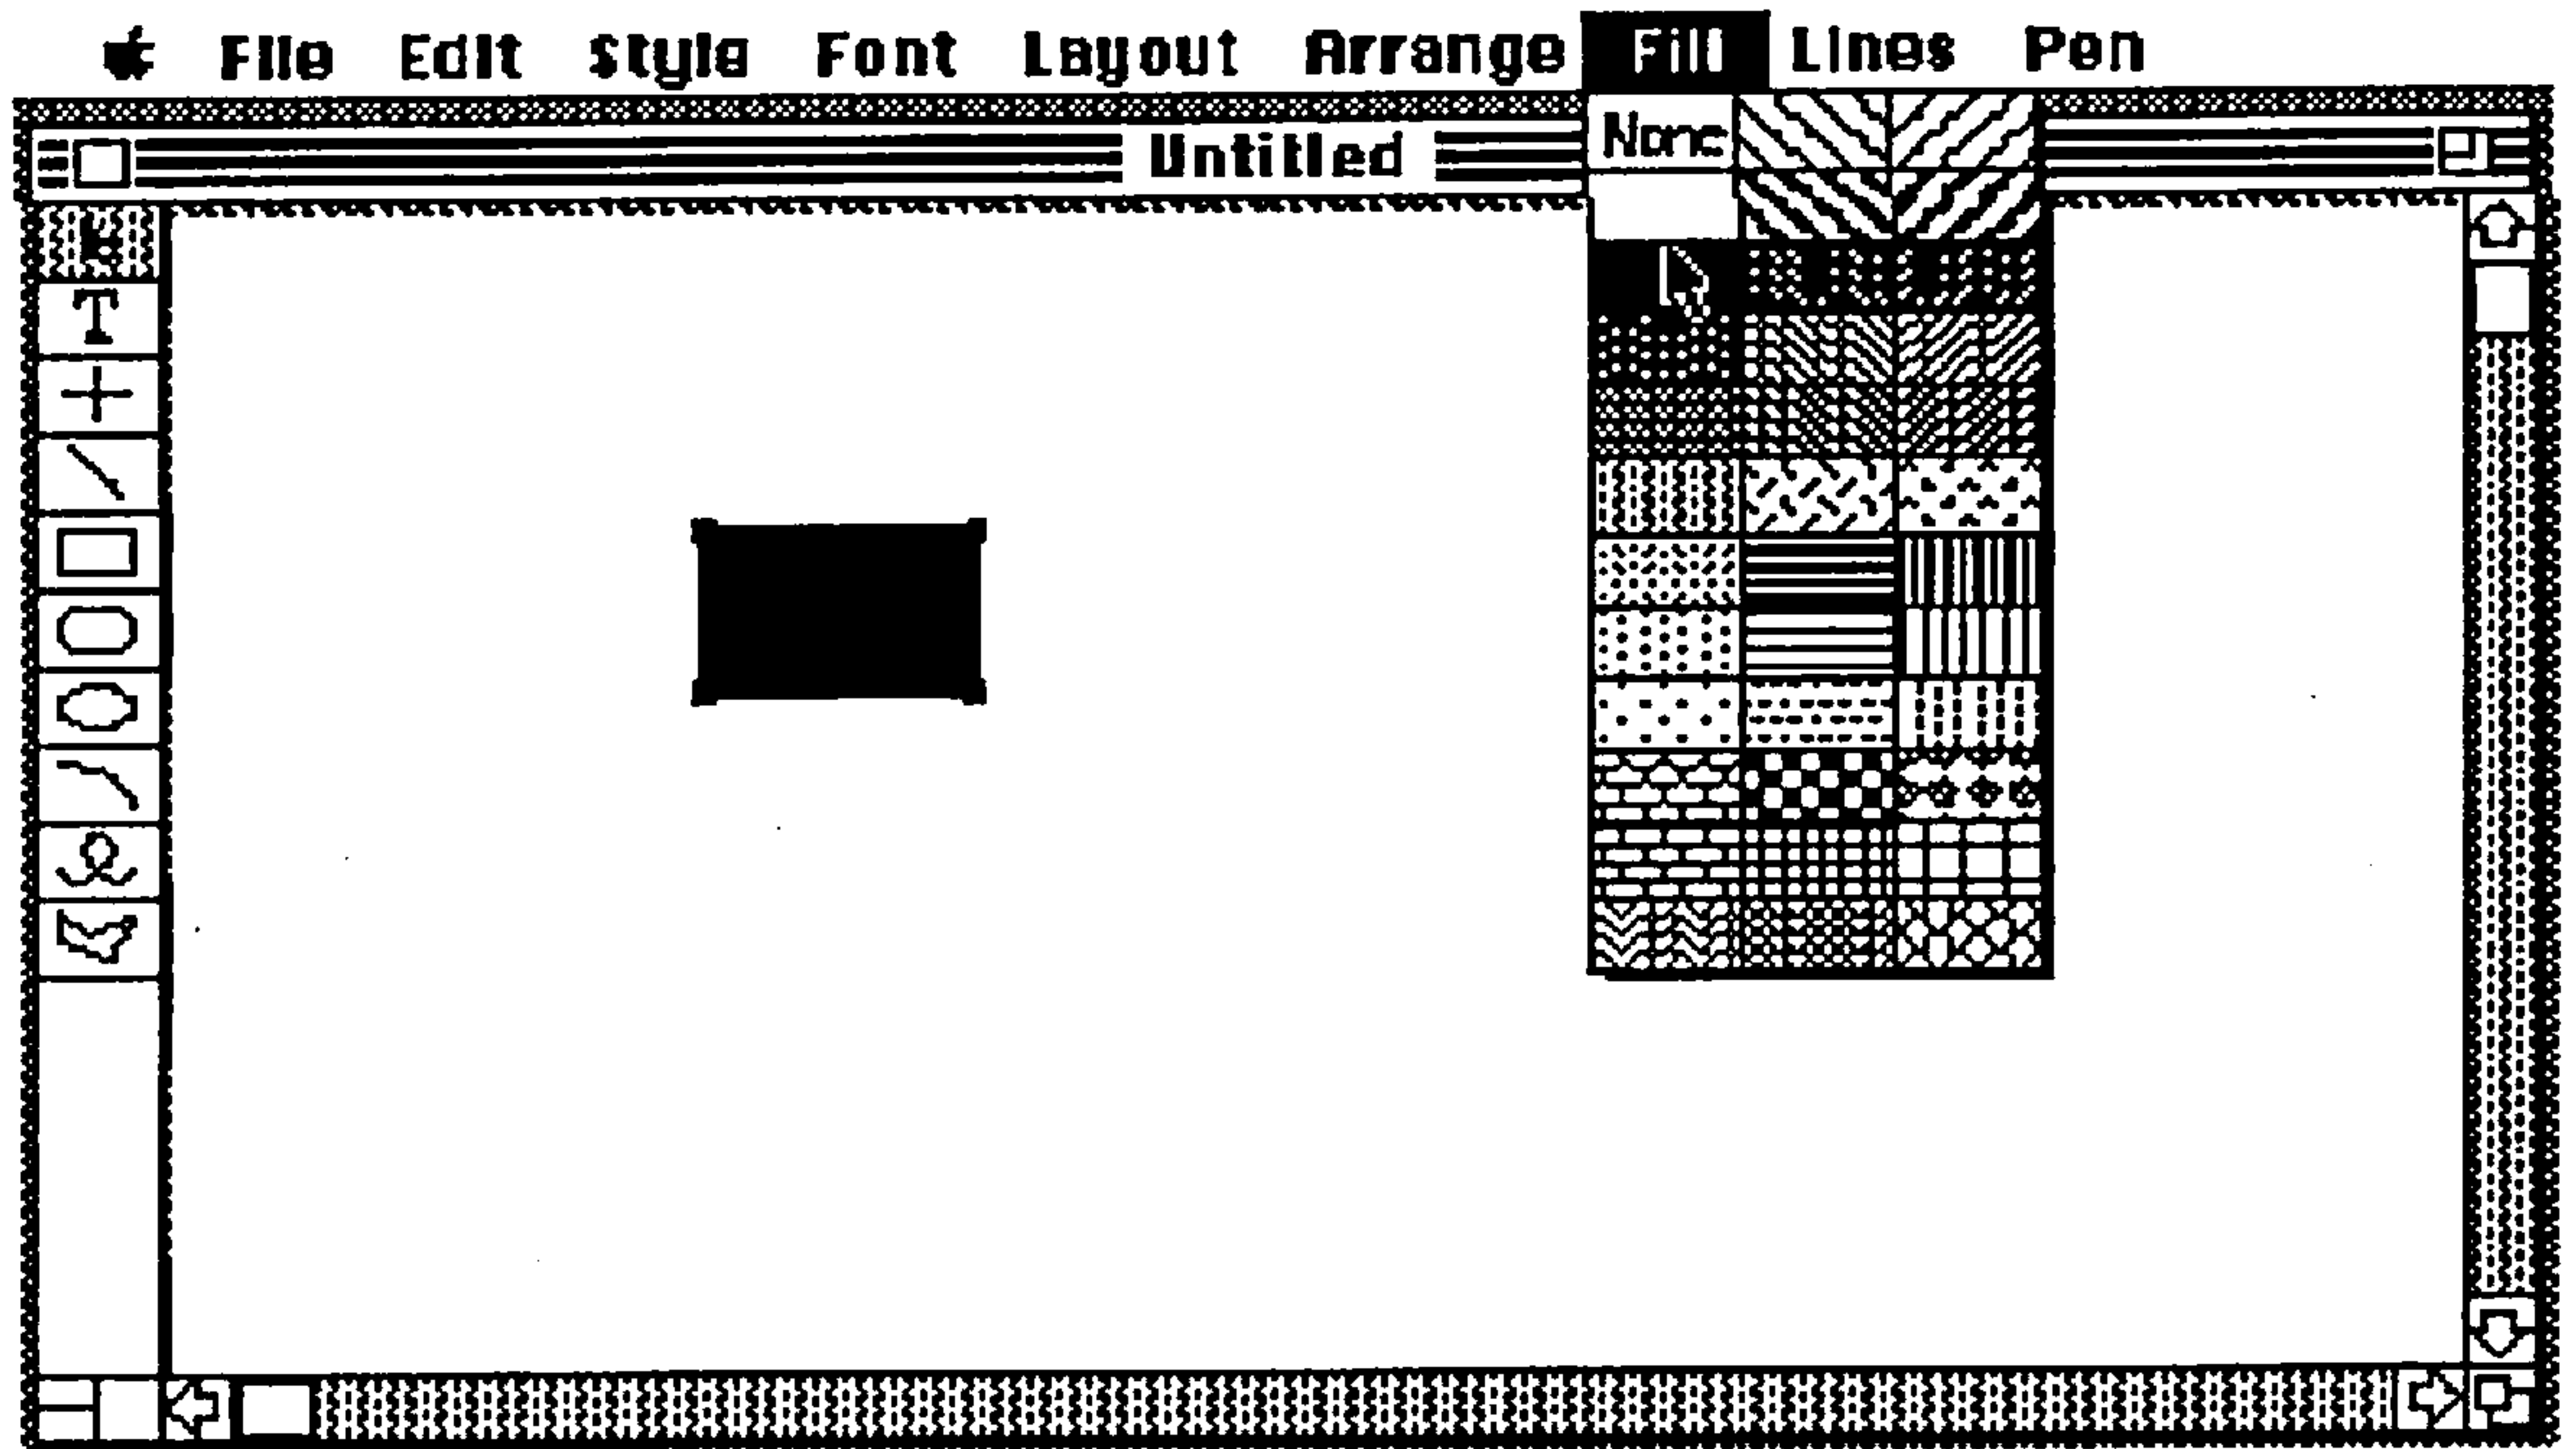 File Edit Style Font Layout Arrange Fill Lines Pen
Untitled
None
T